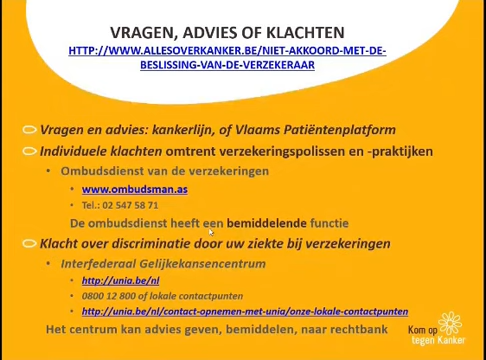 VRAGEN, ADVIES OF KLACHTEN
HTTP://WWW.ALLESOVERKANKER.BE/NIET-AKKOORD-MET-DE-
BESLISSING-VAN-DE-VERZEKERAAR
Vragen en advies: kankerlijn, of Vlaams Patiëntenplatform
Individuele klachten omtrent verzekeringspolissen en -praktijken
• Ombudsdienst van de verzekeringen
• www.ombudsman.as
• Tel.: 02 547 58 71
De ombudsdienst heeft een bemiddelende functie
Klacht over discriminatie door uw ziekte bij verzekeringen
• Interfederaal Gelijkekansencentrum
• http://unia.be/nl
• 0800 12 800 of lokale contactpunten
• http://unia.be/nl/contact-opnemen-met-unia/onze-lokale-contactpunten
Het centrum kan advies geven, bemiddelen, naar rechtbank
Kom op
tegen Kanker